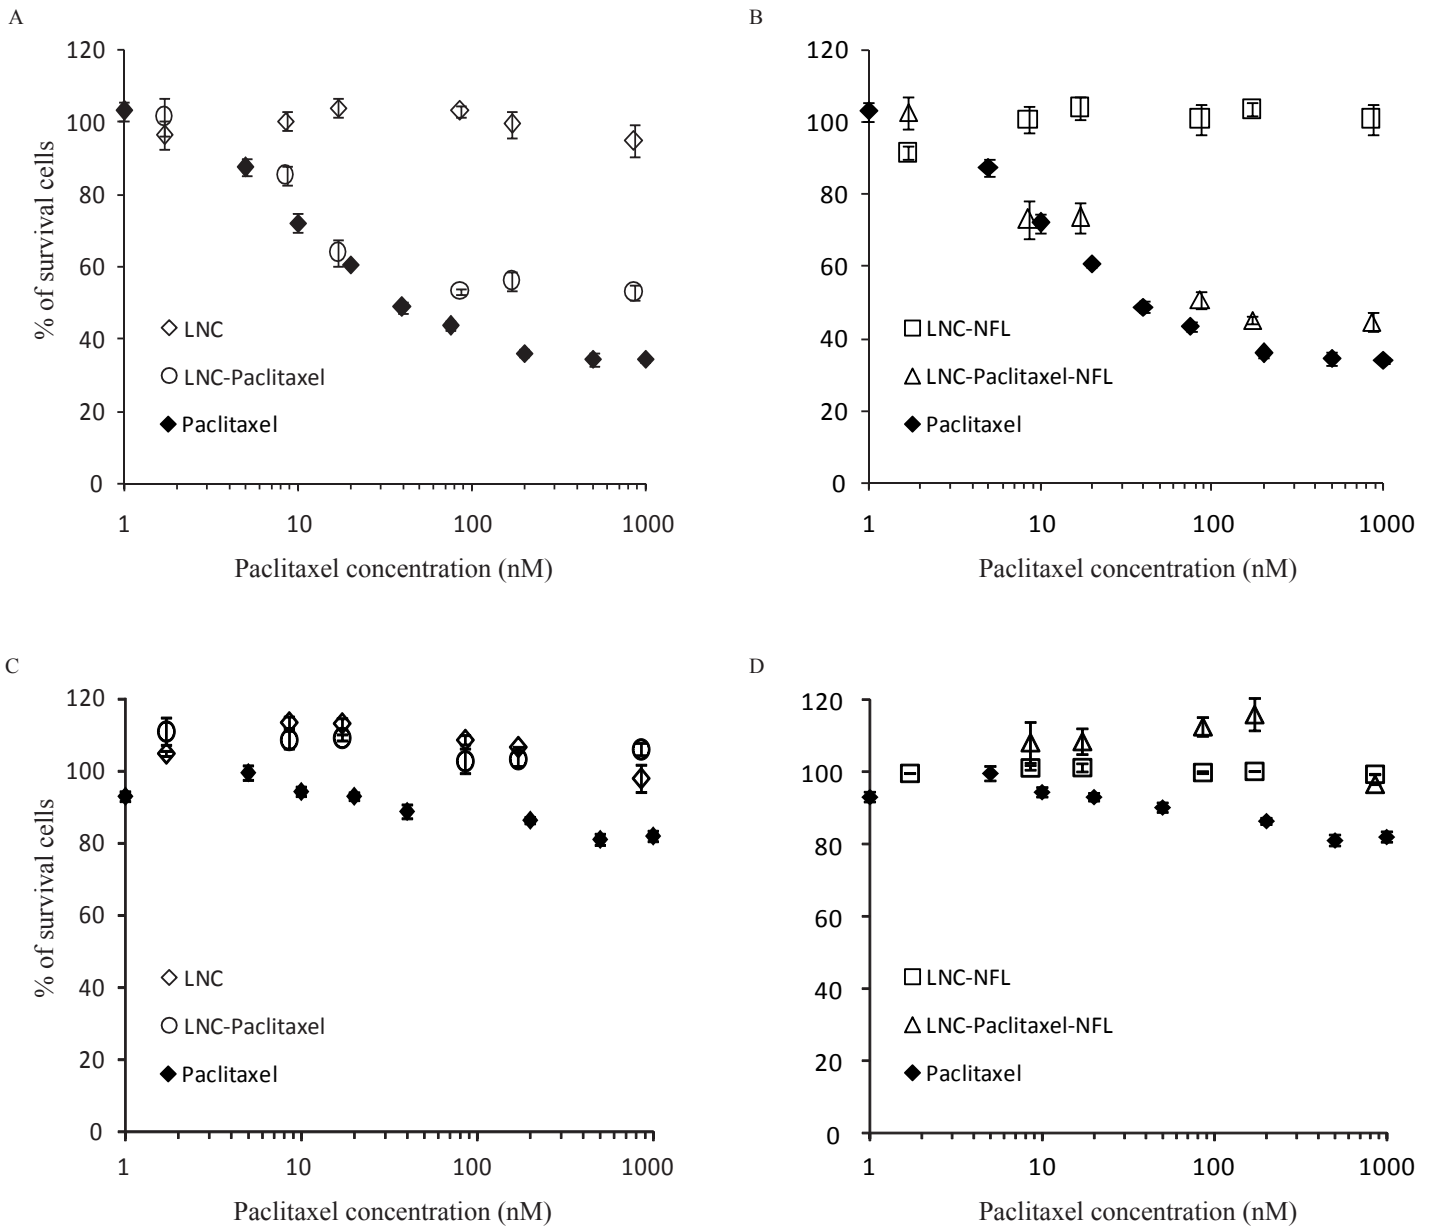 A
120
100
80
60
40
20
0
% of survival cells
LNC
LNC-Paclitaxel
Paclitaxel
1 10 100 1000
Paclitaxel concentration (nM)
B
120
100
80
60
40
20
0
LNC-NFL
LNC-Paclitaxel-NFL
Paclitaxel
1 10 100 1000
Paclitaxel concentration (nM)
C
120
100
80
60
40
20
0
% of survival cells
LNC
LNC-Paclitaxel
Paclitaxel
1 10 100 1000
Paclitaxel concentration (nM)
D
120
100
80
60
40
20
0
LNC-NFL
LNC-Paclitaxel-NFL
Paclitaxel
1 10 100 1000
Paclitaxel concentration (nM)